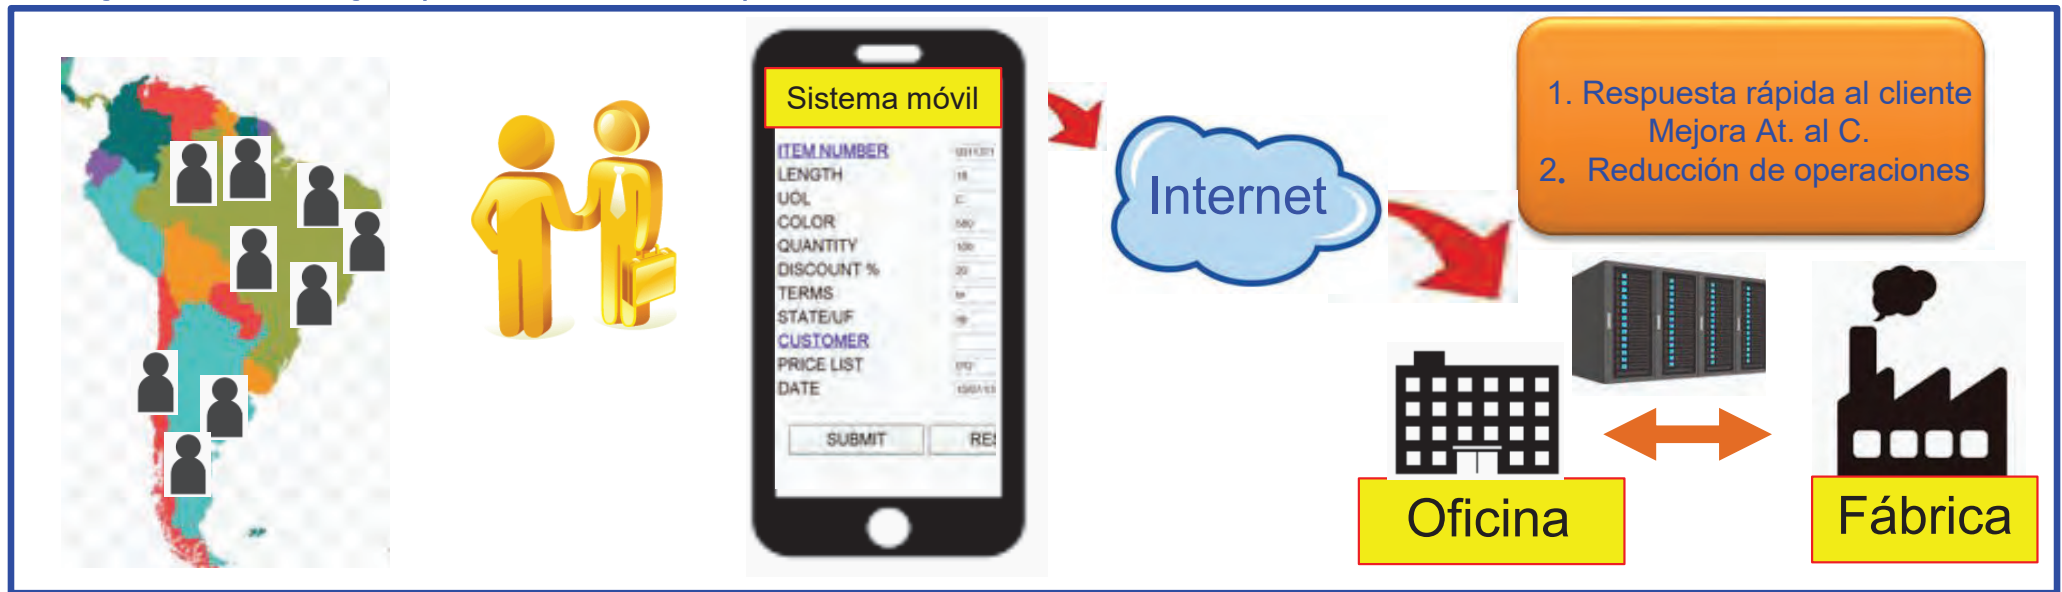 Sistema móvil
ITEM NUMBER
LENGTH
UOL
COLOR
QUANTITY
DISCOUNT %
TERMS
STATE/UF
CUSTOMER
PRICE LIST
DATE
SUBMIT
RES
Internet
1. Respuesta rápida al cliente
Mejora At. al C.
2. Reducción de operaciones
Oficina
Fábrica